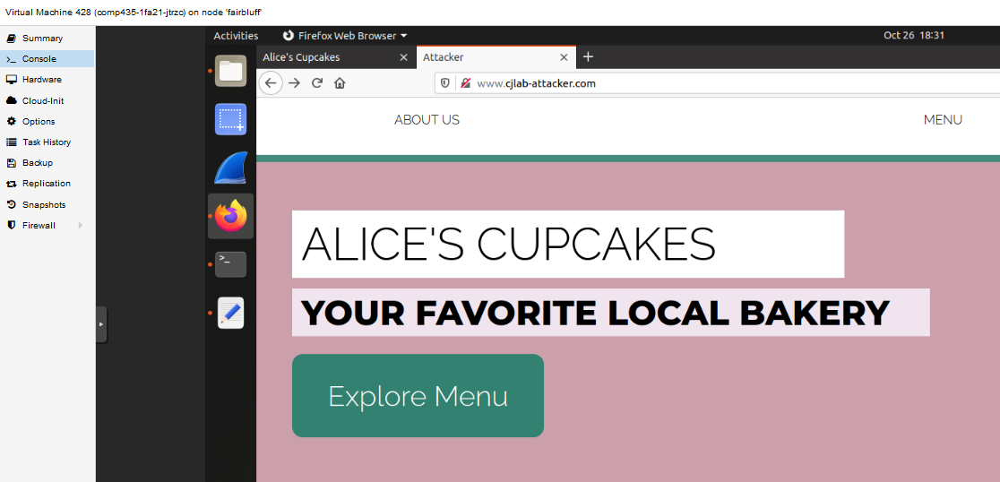 Virtual Machine 428 (comp435-1fa21-jtrzc) on node 'fairbluff'
Summary
Console
Hardware
Cloud-Init
Options
Task History
Backup
Replication
Snapshots
Firewall
Activities Firefox Web Browser Oct 26 18:31
Alice's Cupcakes Attacker
www.cjlab-attacker.com
ABOUT US MENU
ALICE'S CUPCAKES
YOUR FAVORITE LOCAL BAKERY
Explore Menu